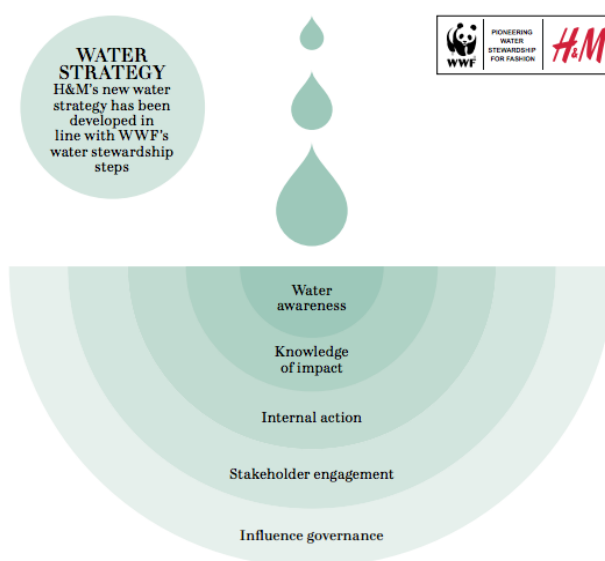 WATER
STRATEGY
H&M's new water
strategy has been
developed in
line with WWF's
water stewardship
steps
WWF
PIONEERING
WATER
STEWARDSHIP
FOR FASHION
H&M
Water
awareness
Knowledge
of impact
Internal action
Stakeholder engagement
Influence governance